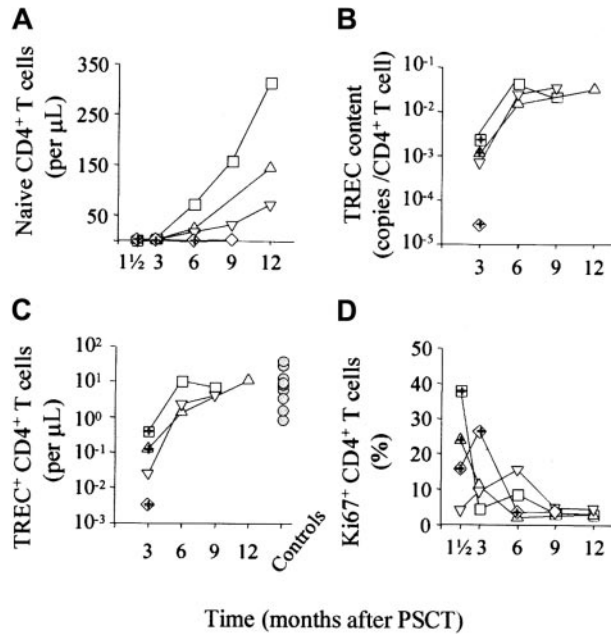 A
Naive CD4⁺ T cells
(per µL)
350
250
150
50
1½ 3 6 9 12
B
TREC content
(copies /CD4⁺ T cell)
10⁻¹
10⁻²
10⁻³
10⁻⁴
10⁻⁵
3 6 9 12
C
TREC⁺ CD4⁺ T cells
(per µL)
10²
10¹
10⁰
10⁻¹
10⁻²
10⁻³
3 6 9 12 Controls
D
Ki67⁺ CD4⁺ T cells
(%)
50
40
30
20
10
0
1½ 3 6 9 12
Time (months after PSCT)